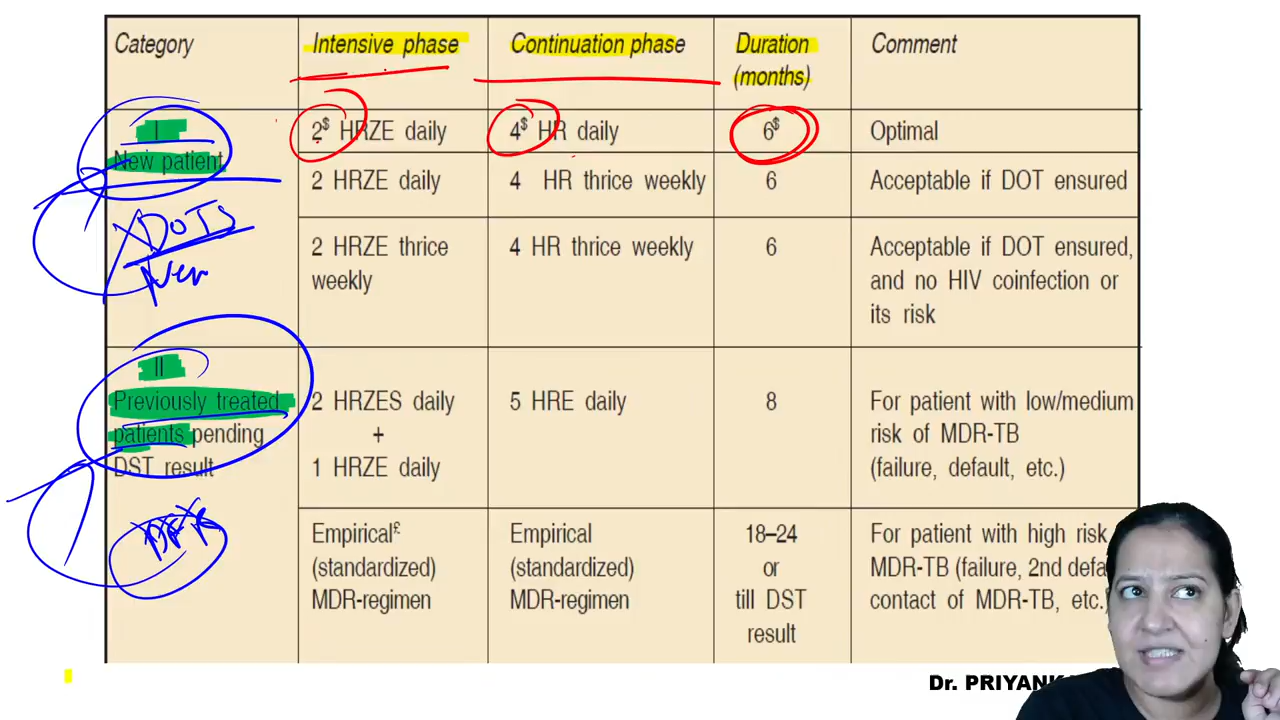 Category Intensive phase Continuation phase Duration Comment
(months)
I 2$ HRZE daily 4$ HR daily 6$ Optimal
New patient
2 HRZE daily 4 HR thrice weekly 6 Acceptable if DOT ensured
DOTS
2 HRZE thrice 4 HR thrice weekly 6 Acceptable if DOT ensured,
weekly and no HIV coinfection or
its risk
II
Previously treated 2 HRZES daily 5 HRE daily 8 For patient with low/medium
patients pending + risk of MDR-TB
DST result 1 HRZE daily (failure, default, etc.)
Empirical£ Empirical 18–24 For patient with high risk
(standardized) (standardized) or MDR-TB (failure, 2nd
MDR-regimen MDR-regimen till DST contact of MDR-TB, etc.
result
Dr.